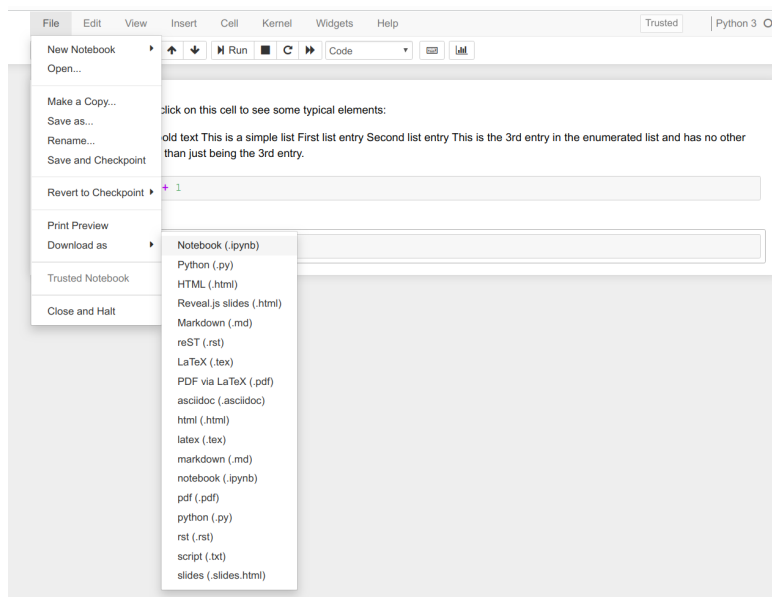 File Edit View Insert Cell Kernel Widgets Help Trusted Python 3
New Notebook Run Code
Open...
Make a Copy...
click on this cell to see some typical elements:
Save as...
Rename...
old text This is a simple list First list entry Second list entry This is the 3rd entry in the enumerated list and has no other
than just being the 3rd entry.
Save and Checkpoint
Revert to Checkpoint + 1
Print Preview
Download as
Trusted Notebook
Close and Halt
Notebook (.ipynb)
Python (.py)
HTML (.html)
Reveal.js slides (.html)
Markdown (.md)
reST (.rst)
LaTeX (.tex)
PDF via LaTeX (.pdf)
asciidoc (.asciidoc)
html (.html)
latex (.tex)
markdown (.md)
notebook (.ipynb)
pdf (.pdf)
python (.py)
rst (.rst)
script (.txt)
slides (.slides.html)